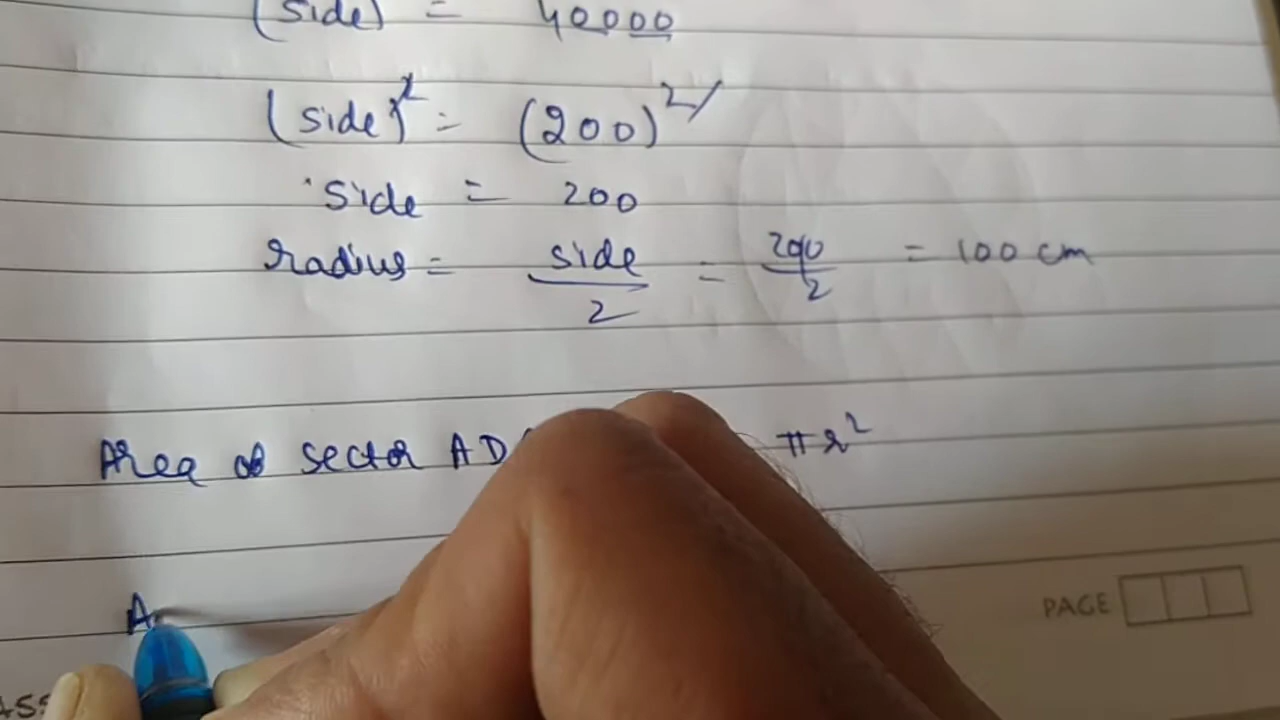 (side) = 40000
(side)² = (200)²
side = 200
radius = side/2 = 200/2 = 100 cm
Area of sector AD πr²
A
PAGE